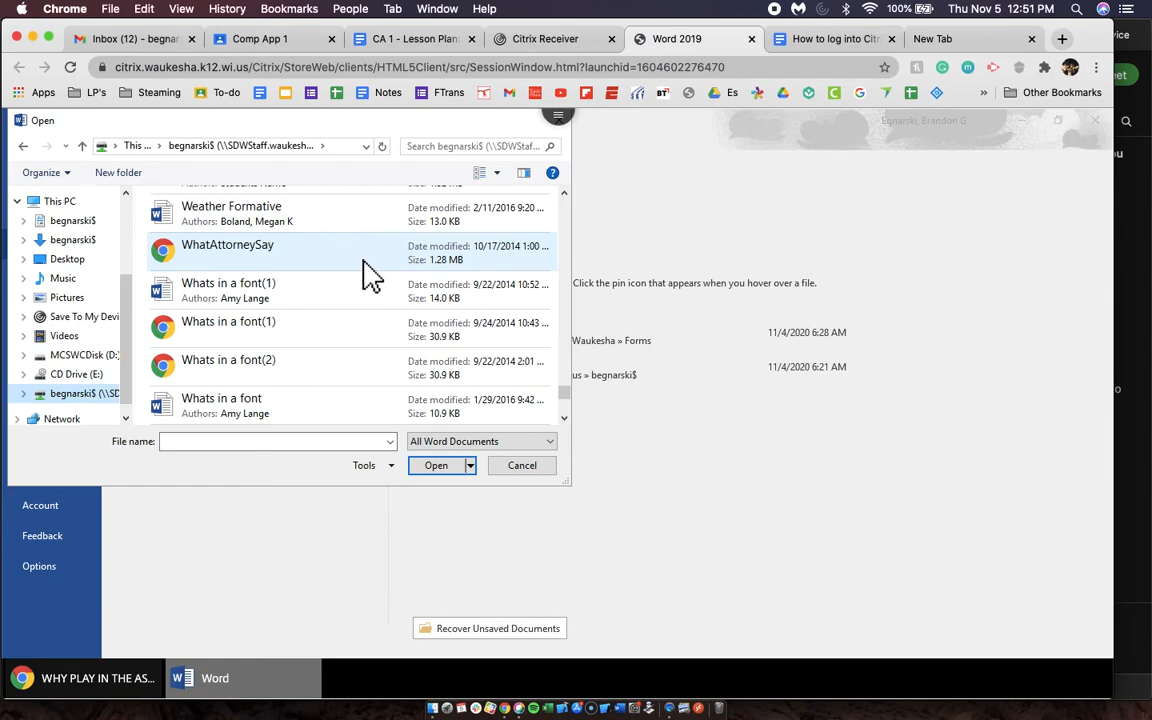 Chrome File Edit View History Bookmarks People Tab Window Help 100% Thu Nov 5 12:51 PM
Inbox (12) - begnar Comp App 1 CA 1 - Lesson Plan Citrix Receiver Word 2019 How to log into Citr New Tab
citrix.waukesha.k12.wi.us/Citrix/StoreWeb/clients/HTML5Client/src/SessionWindow.html?launchid=1604602276470
Apps LP's Steaming To-do Notes FTrans Es Other Bookmarks
Open
Egnarski, Brandon G
This ... begnarski$ (\\SDWStaff.waukesh... Search begnarski$ (\\SDWStaf...
Organize New folder
This PC
begnarski$
begnarski$
Desktop
Music
Pictures
Save To My Devi
Videos
MCSWCDisk (D:)
CD Drive (E:)
begnarski$ (\\SD
Network
Weather Formative Date modified: 2/11/2016 9:20 ...
Authors: Boland, Megan K Size: 13.0 KB
WhatAttorneySay Date modified: 10/17/2014 1:00 ...
Size: 1.28 MB
Whats in a font(1) Date modified: 9/22/2014 10:52 ...
Authors: Amy Lange Size: 14.0 KB
Whats in a font(1) Date modified: 9/24/2014 10:43 ...
Size: 30.9 KB
Whats in a font(2) Date modified: 9/22/2014 2:01 ...
Size: 30.9 KB
Whats in a font Date modified: 1/29/2016 9:42 ...
Authors: Amy Lange Size: 10.9 KB
Click the pin icon that appears when you hover over a file.
Waukesha » Forms 11/4/2020 6:28 AM
us » begnarski$ 11/4/2020 6:21 AM
File name: All Word Documents
Tools Open Cancel
Account
Feedback
Options
Recover Unsaved Documents
WHY PLAY IN THE AS... Word